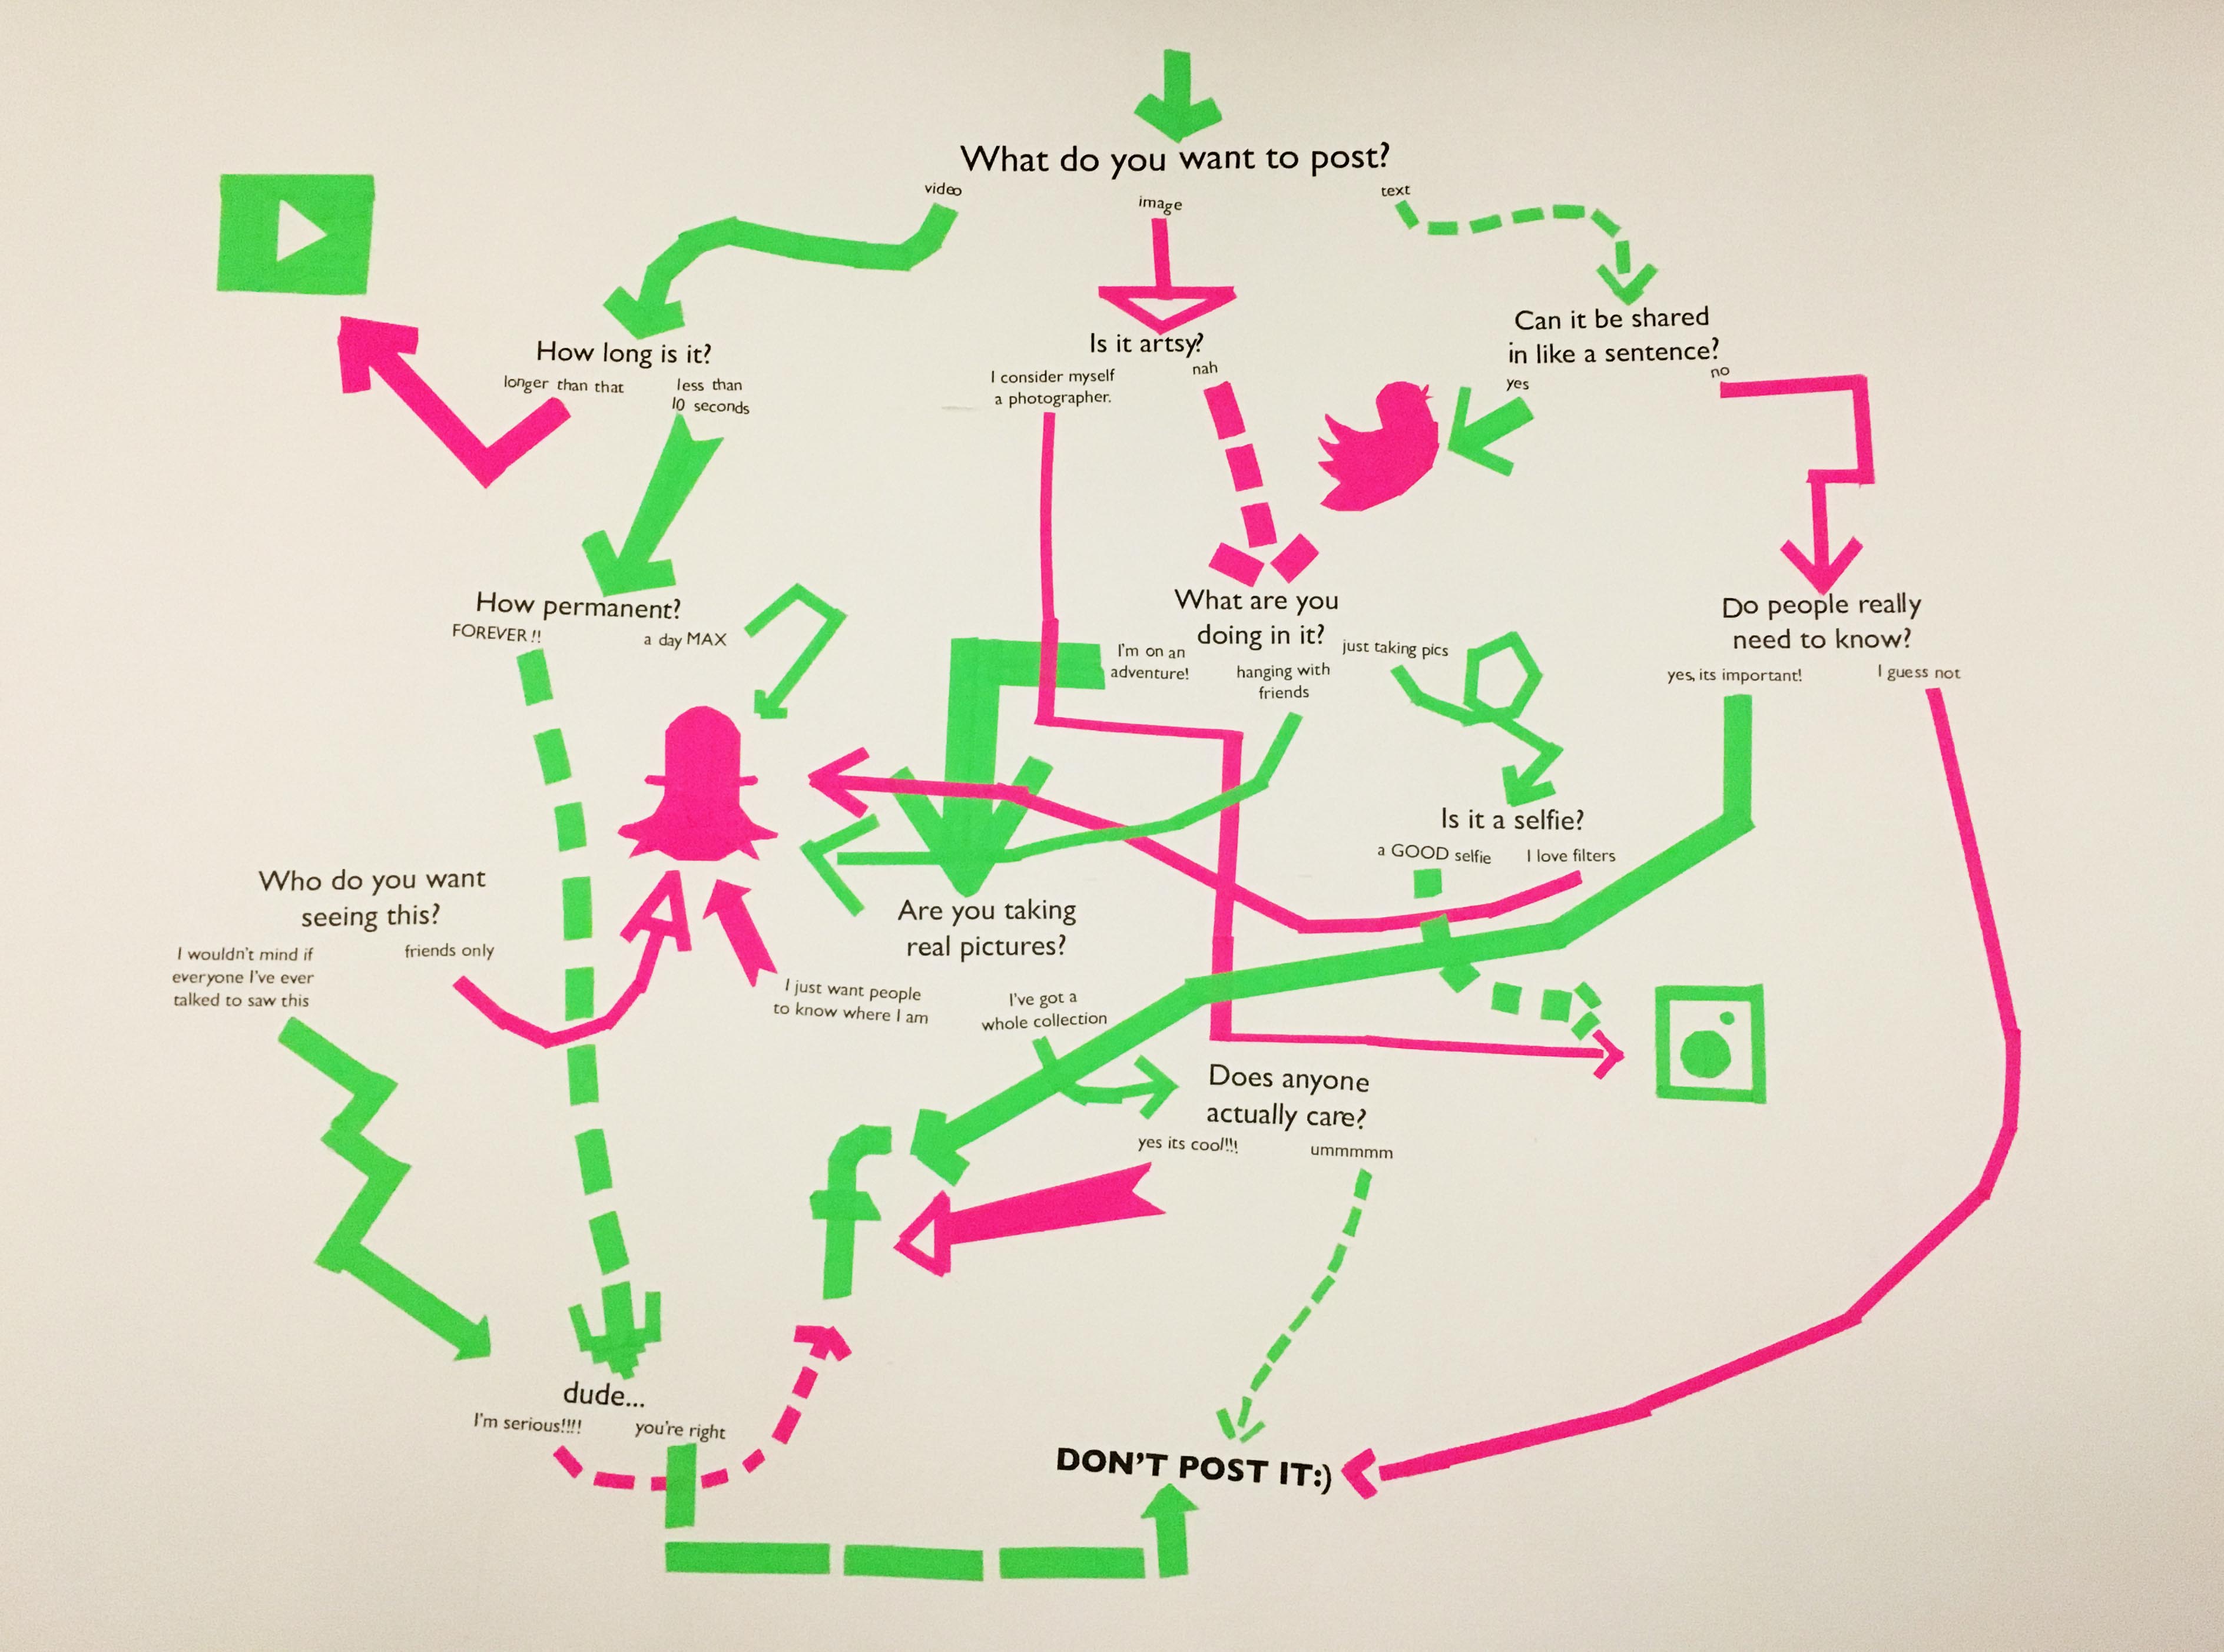 What do you want to post?
video
image
text
How long is it?
longer than that
less than
10 seconds
Is it artsy?
I consider myself
a photographer.
nah
Can it be shared
in like a sentence?
yes
no
How permanent?
FOREVER !!
a day MAX
What are you
doing in it?
I'm on an
adventure!
hanging with
friends
just taking pics
Do people really
need to know?
yes, its important!
I guess not
Is it a selfie?
a GOOD selfie
I love filters
Who do you want
seeing this?
I wouldn't mind if
everyone I've ever
talked to saw this
friends only
Are you taking
real pictures?
I just want people
to know where I am
I've got a
whole collection
Does anyone
actually care?
yes its cool!!!
ummmmm
dude...
I'm serious!!!!
you're right
DON'T POST IT:)